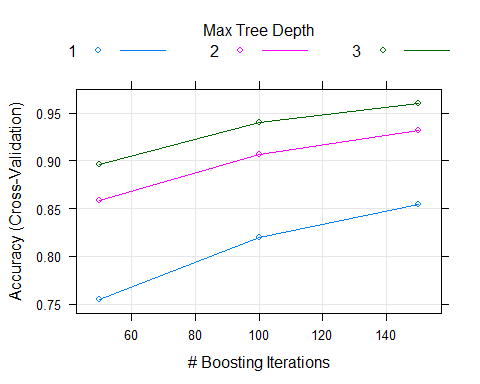 Max Tree Depth
1 2 3
Accuracy (Cross-Validation)
0.95
0.90
0.85
0.80
0.75
60 80 100 120 140
# Boosting Iterations